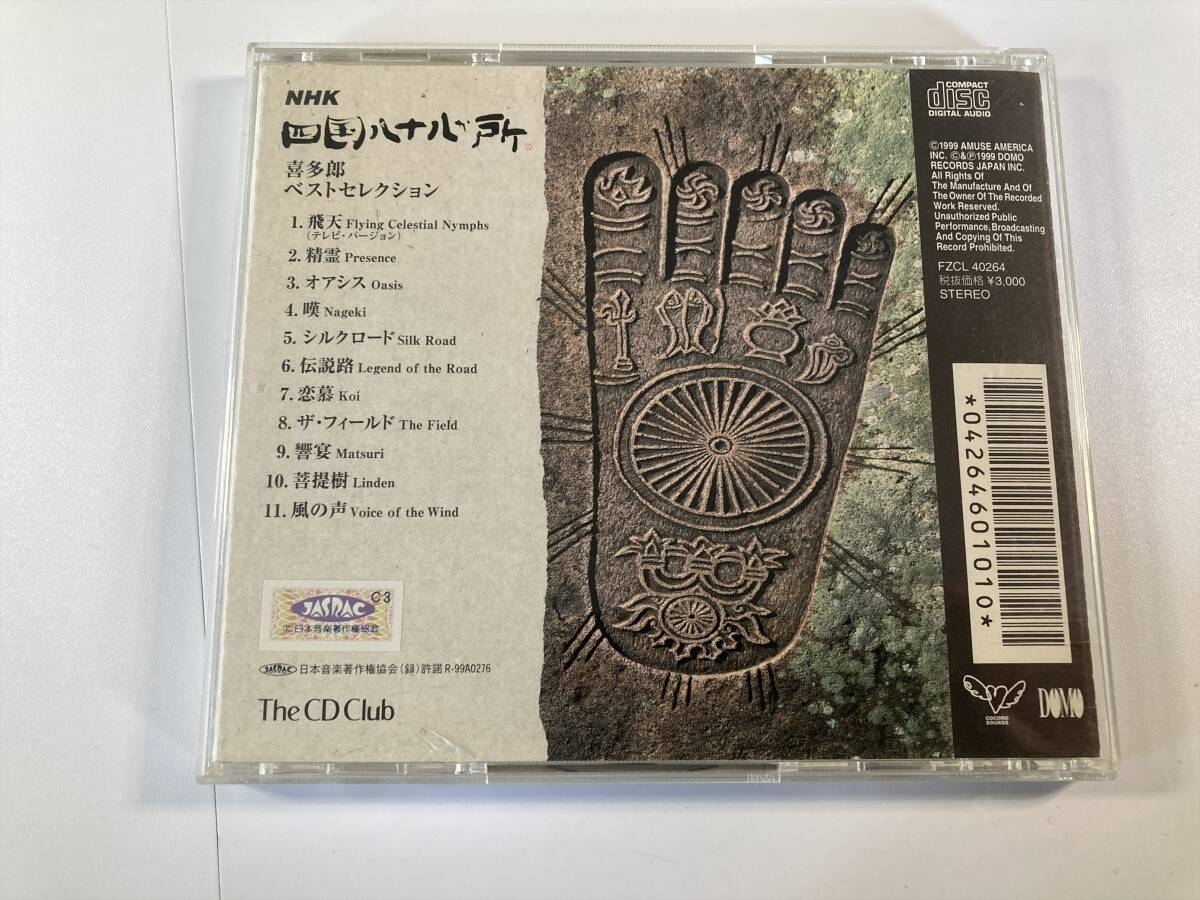 NHK
四国八十八ヶ所
喜多郎
ベストセレクション
1. 飛天 Flying Celestial Nymphs
(テレビ・バージョン)
2. 精霊 Presence
3. オアシス Oasis
4. 嘆 Nageki
5. シルクロード Silk Road
6. 伝説路 Legend of the Road
7. 恋慕 Koi
8. ザ・フィールド The Field
9. 響宴 Matsuri
10. 菩提樹 Linden
11. 風の声 Voice of the Wind
JASRAC C3
日本音楽著作権協会
JASRAC 日本音楽著作権協会(録)許諾 R-99A0276
The CD Club
COMPACT
disc
DIGITAL AUDIO
©1999 AMUSE AMERICA
INC. ©&℗1999 DOMO
RECORDS JAPAN INC.
All Rights Of
The Manufacture And Of
The Owner Of The Recorded
Work Reserved.
Unauthorized Public
Performance, Broadcasting
And Copying Of This
Record Prohibited.
FZCL 40264
税抜価格 ¥3,000
STEREO
*0426460101O*
COCORO
SOUNDS
DOMO